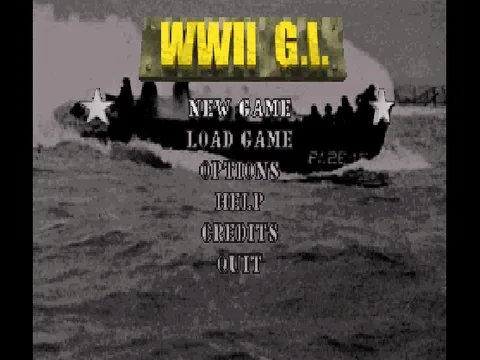 WWII G.I.
NEW GAME
LOAD GAME
OPTIONS
HELP
CREDITS
QUIT